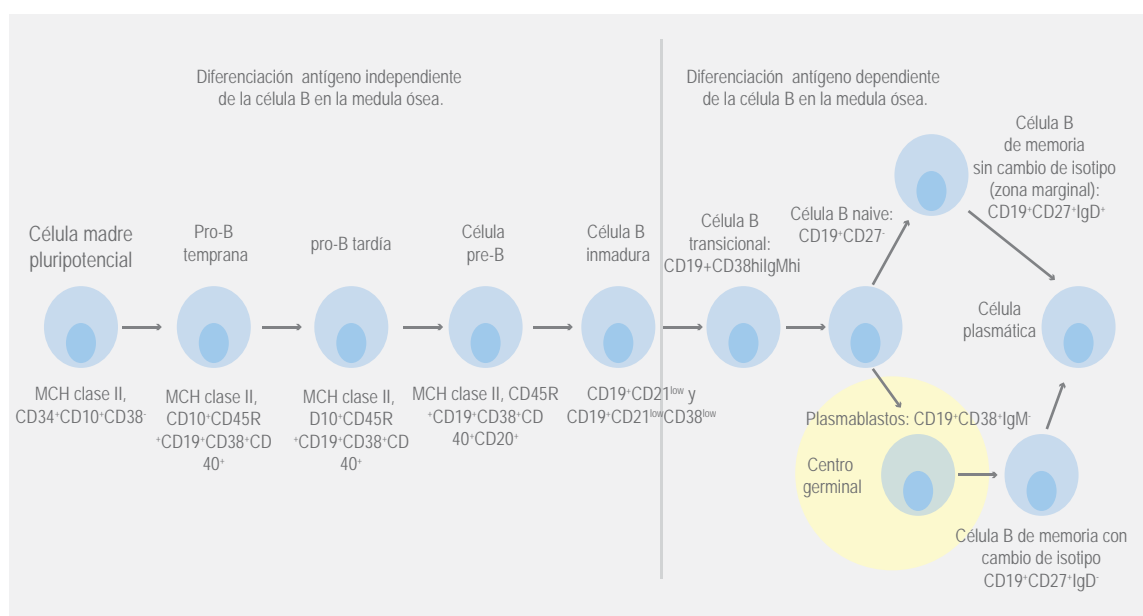 Diferenciación antígeno independiente
de la célula B en la medula ósea.
Diferenciación antígeno dependiente
de la célula B en la medula ósea.
Célula madre
pluripotencial
MCH clase II,
CD34⁺CD10⁺CD38⁻
Pro-B
temprana
MCH clase II,
CD10⁺CD45R
⁺CD19⁺CD38⁺CD
40⁺
pro-B tardía
MCH clase II,
D10⁺CD45R
⁺CD19⁺CD38⁺CD
40⁺
Célula
pre-B
MCH clase II, CD45R
⁺CD19⁺CD38⁺CD
40⁺CD20⁺
Célula B
inmadura
CD19⁺CD21ˡᵒʷ y
CD19⁺CD21ˡᵒʷCD38ˡᵒʷ
Célula B
transicional:
CD19+CD38hiIgMhi
Célula B naive:
CD19⁺CD27⁻
Célula B
de memoria
sin cambio de isotipo
(zona marginal):
CD19⁺CD27⁺IgD⁺
Célula
plasmática
Plasmablastos: CD19⁺CD38⁺IgM⁻
Centro
germinal
Célula B de memoria con
cambio de isotipo
CD19⁺CD27⁺IgD⁻